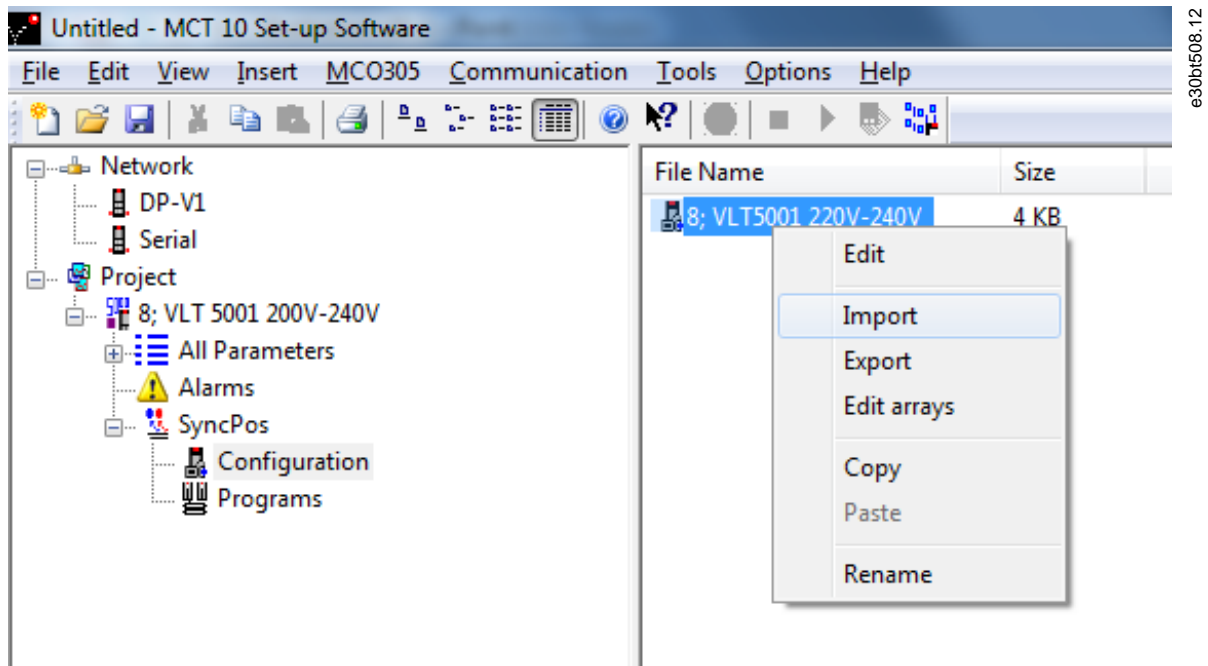 Untitled - MCT 10 Set-up Software
File Edit View Insert MCO305 Communication Tools Options Help
Network
DP-V1
Serial
Project
8; VLT 5001 200V-240V
All Parameters
Alarms
SyncPos
Configuration
Programs
File Name Size
8; VLT5001 220V-240V 4 KB
Edit
Import
Export
Edit arrays
Copy
Paste
Rename
e30bt508.12